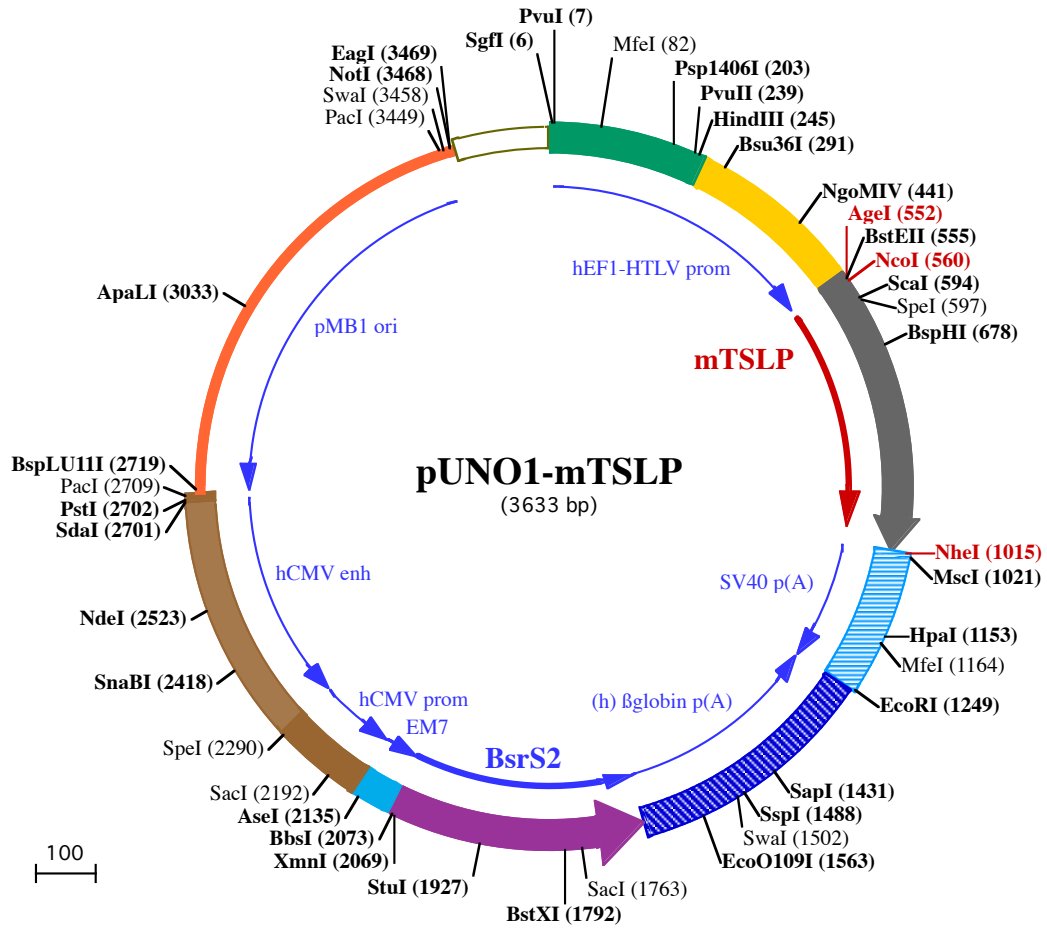 PvuI (7)
SgfI (6)
MfeI (82)
EagI (3469)
NotI (3468)
SwaI (3458)
PacI (3449)
Psp1406I (203)
PvuII (239)
HindIII (245)
Bsu36I (291)
NgoMIV (441)
AgeI (552)
BstEII (555)
NcoI (560)
ScaI (594)
SpeI (597)
BspHI (678)
hEF1-HTLV prom
ApaLI (3033)
pMB1 ori
mTSLP
pUNO1-mTSLP
(3633 bp)
BspLU11I (2719)
PacI (2709)
PstI (2702)
SdaI (2701)
NheI (1015)
MscI (1021)
hCMV enh
SV40 p(A)
NdeI (2523)
HpaI (1153)
MfeI (1164)
SnaBI (2418)
hCMV prom
(h) ßglobin p(A)
EcoRI (1249)
EM7
SpeI (2290)
BsrS2
SacI (2192)
SapI (1431)
AseI (2135)
SspI (1488)
BbsI (2073)
SwaI (1502)
XmnI (2069)
EcoO109I (1563)
100
StuI (1927)
SacI (1763)
BstXI (1792)